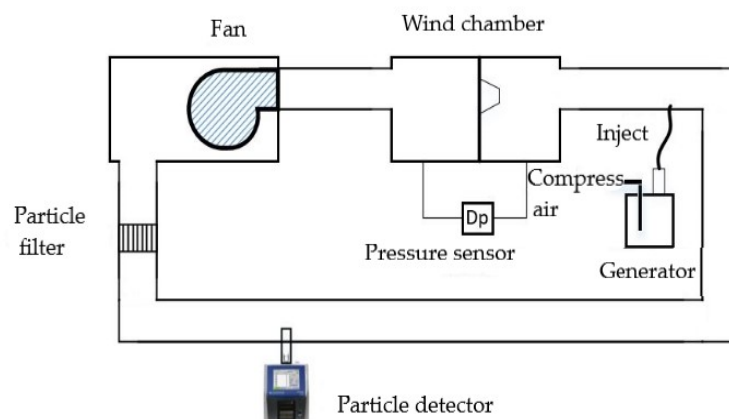 Fan
Wind chamber
Inject
Compress
air
Particle
filter
Dp
Pressure sensor
Generator
Particle detector